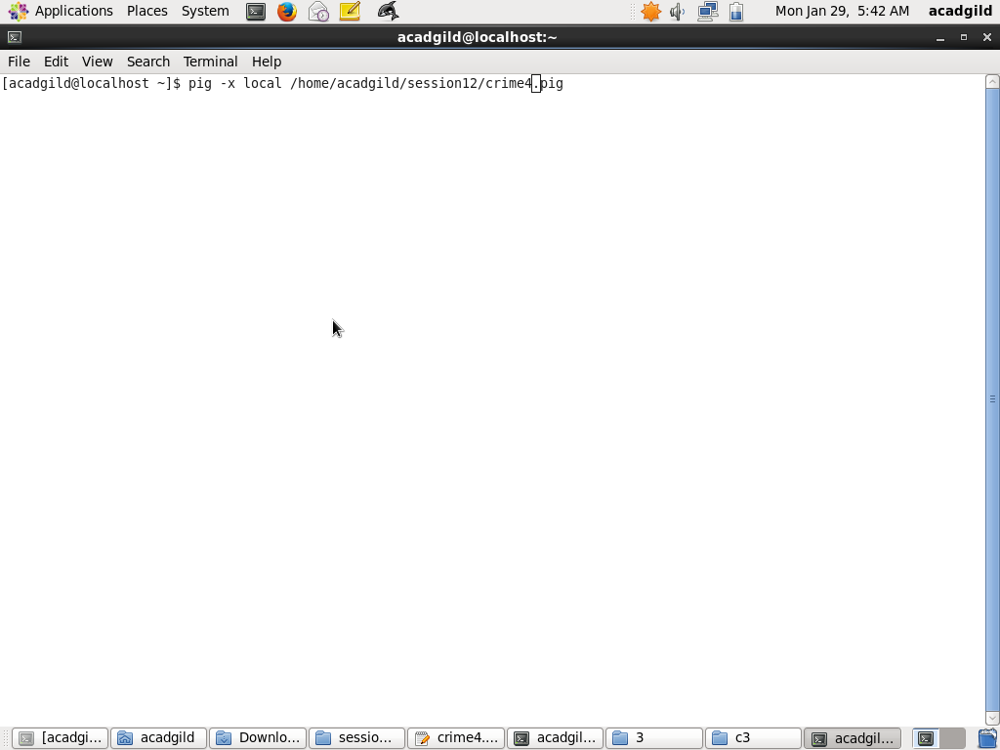 Applications Places System Mon Jan 29, 5:42 AM acadgild
acadgild@localhost:~
File Edit View Search Terminal Help
[acadgild@localhost ~]$ pig -x local /home/acadgild/session12/crime4.pig
[acadgi... acadgild Downlo... sessio... crime4.... acadgil... 3 c3 acadgil...